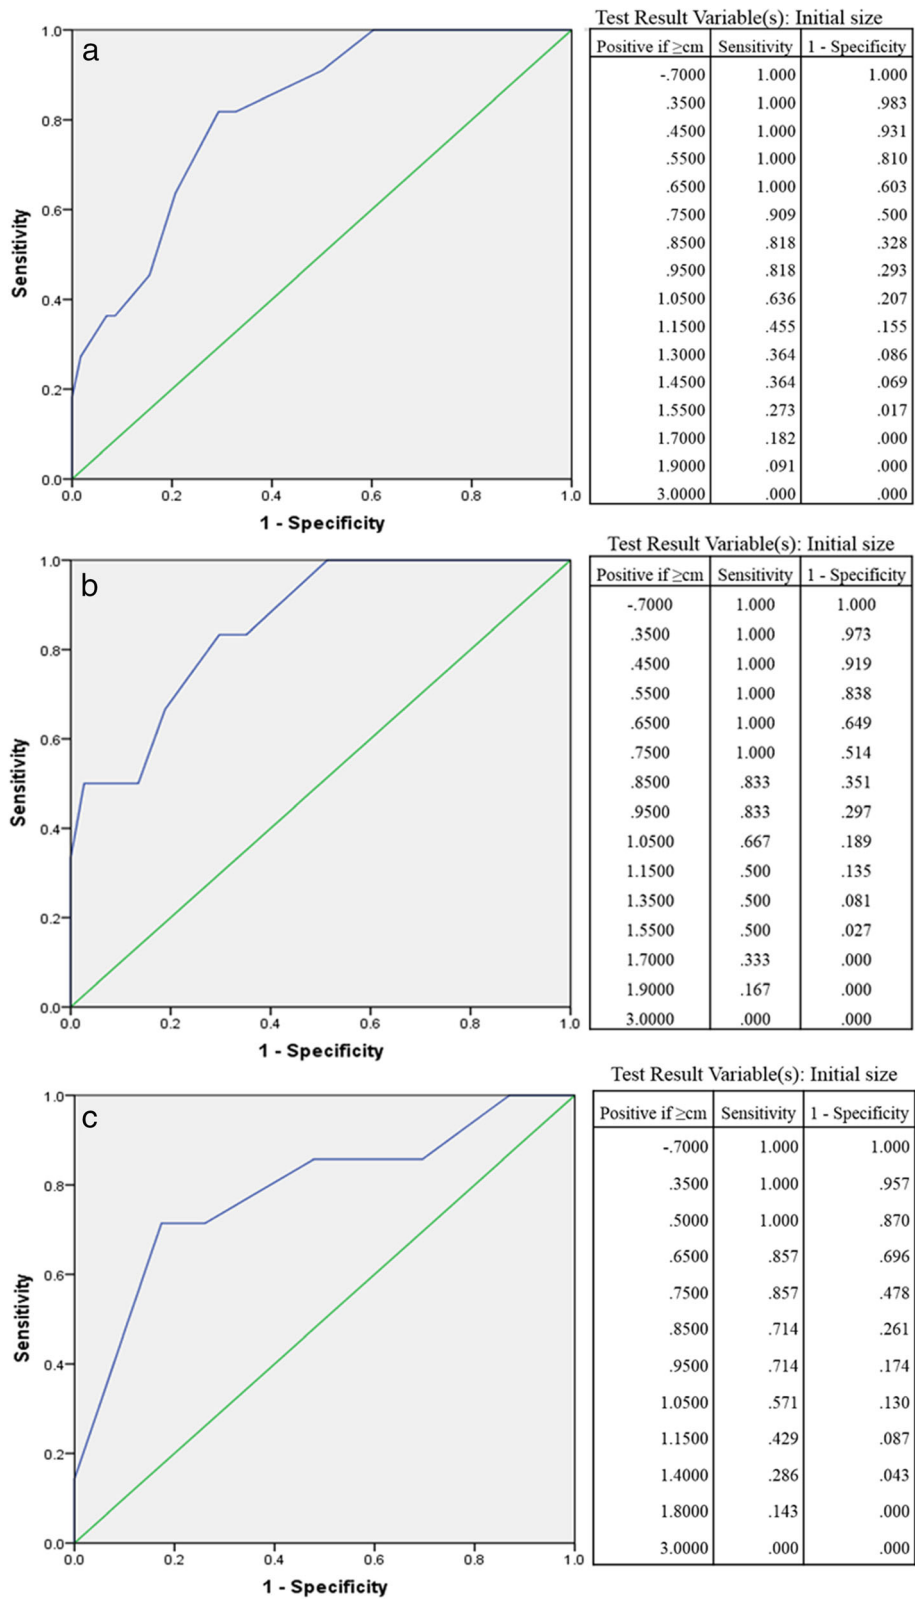 a
1.0
0.8
0.6
0.4
0.2
0.0
Sensitivity
0.0 0.2 0.4 0.6 0.8 1.0
1 - Specificity
Test Result Variable(s): Initial size
Positive if ≥cm Sensitivity 1 - Specificity
-.7000 1.000 1.000
.3500 1.000 .983
.4500 1.000 .931
.5500 1.000 .810
.6500 1.000 .603
.7500 .909 .500
.8500 .818 .328
.9500 .818 .293
1.0500 .636 .207
1.1500 .455 .155
1.3000 .364 .086
1.4500 .364 .069
1.5500 .273 .017
1.7000 .182 .000
1.9000 .091 .000
3.0000 .000 .000
b
1.0
0.8
0.6
0.4
0.2
0.0
Sensitivity
0.0 0.2 0.4 0.6 0.8 1.0
1 - Specificity
Test Result Variable(s): Initial size
Positive if ≥cm Sensitivity 1 - Specificity
-.7000 1.000 1.000
.3500 1.000 .973
.4500 1.000 .919
.5500 1.000 .838
.6500 1.000 .649
.7500 1.000 .514
.8500 .833 .351
.9500 .833 .297
1.0500 .667 .189
1.1500 .500 .135
1.3500 .500 .081
1.5500 .500 .027
1.7000 .333 .000
1.9000 .167 .000
3.0000 .000 .000
c
1.0
0.8
0.6
0.4
0.2
0.0
Sensitivity
0.0 0.2 0.4 0.6 0.8 1.0
1 - Specificity
Test Result Variable(s): Initial size
Positive if ≥cm Sensitivity 1 - Specificity
-.7000 1.000 1.000
.3500 1.000 .957
.5000 1.000 .870
.6500 .857 .696
.7500 .857 .478
.8500 .714 .261
.9500 .714 .174
1.0500 .571 .130
1.1500 .429 .087
1.4000 .286 .043
1.8000 .143 .000
3.0000 .000 .000